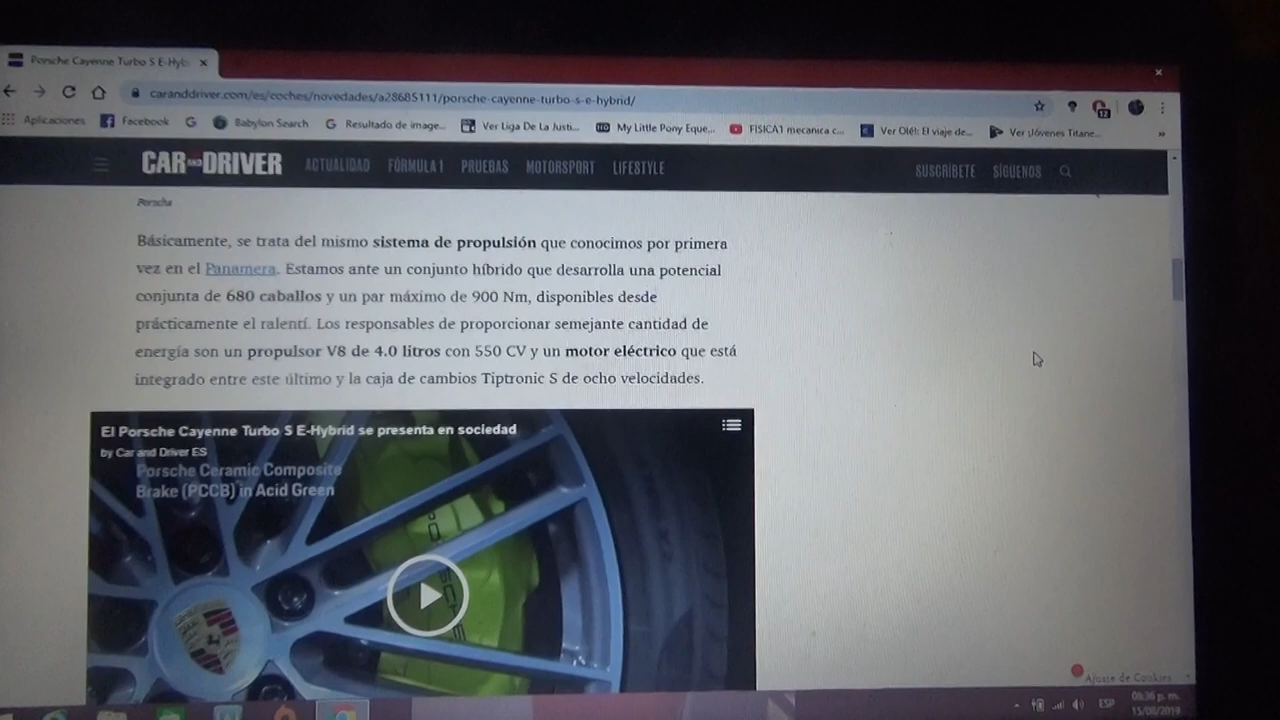 Porsche Cayenne Turbo S E-Hyb
caranddriver.com/es/coches/novedades/a28685111/porsche-cayenne-turbo-s-e-hybrid/
Aplicaciones Facebook Babylon Search Resultado de image... Ver Liga De La Justi... My Little Pony Eque... FISICA1 mecanica c... Ver Olé!: El viaje de... Ver ¡Jóvenes Titane... »
CAR AND DRIVER ACTUALIDAD FÓRMULA 1 PRUEBAS MOTORSPORT LIFESTYLE SUSCRÍBETE SÍGUENOS
Porsche
Básicamente, se trata del mismo sistema de propulsión que conocimos por primera
vez en el Panamera. Estamos ante un conjunto híbrido que desarrolla una potencial
conjunta de 680 caballos y un par máximo de 900 Nm, disponibles desde
prácticamente el ralentí. Los responsables de proporcionar semejante cantidad de
energía son un propulsor V8 de 4.0 litros con 550 CV y un motor eléctrico que está
integrado entre este último y la caja de cambios Tiptronic S de ocho velocidades.
El Porsche Cayenne Turbo S E-Hybrid se presenta en sociedad
by Car and Driver ES
Porsche Ceramic Composite
Brake (PCCB) in Acid Green
PORSCHE
Ajuste de Cookies
ESP
08:36 p. m.
15/08/2019